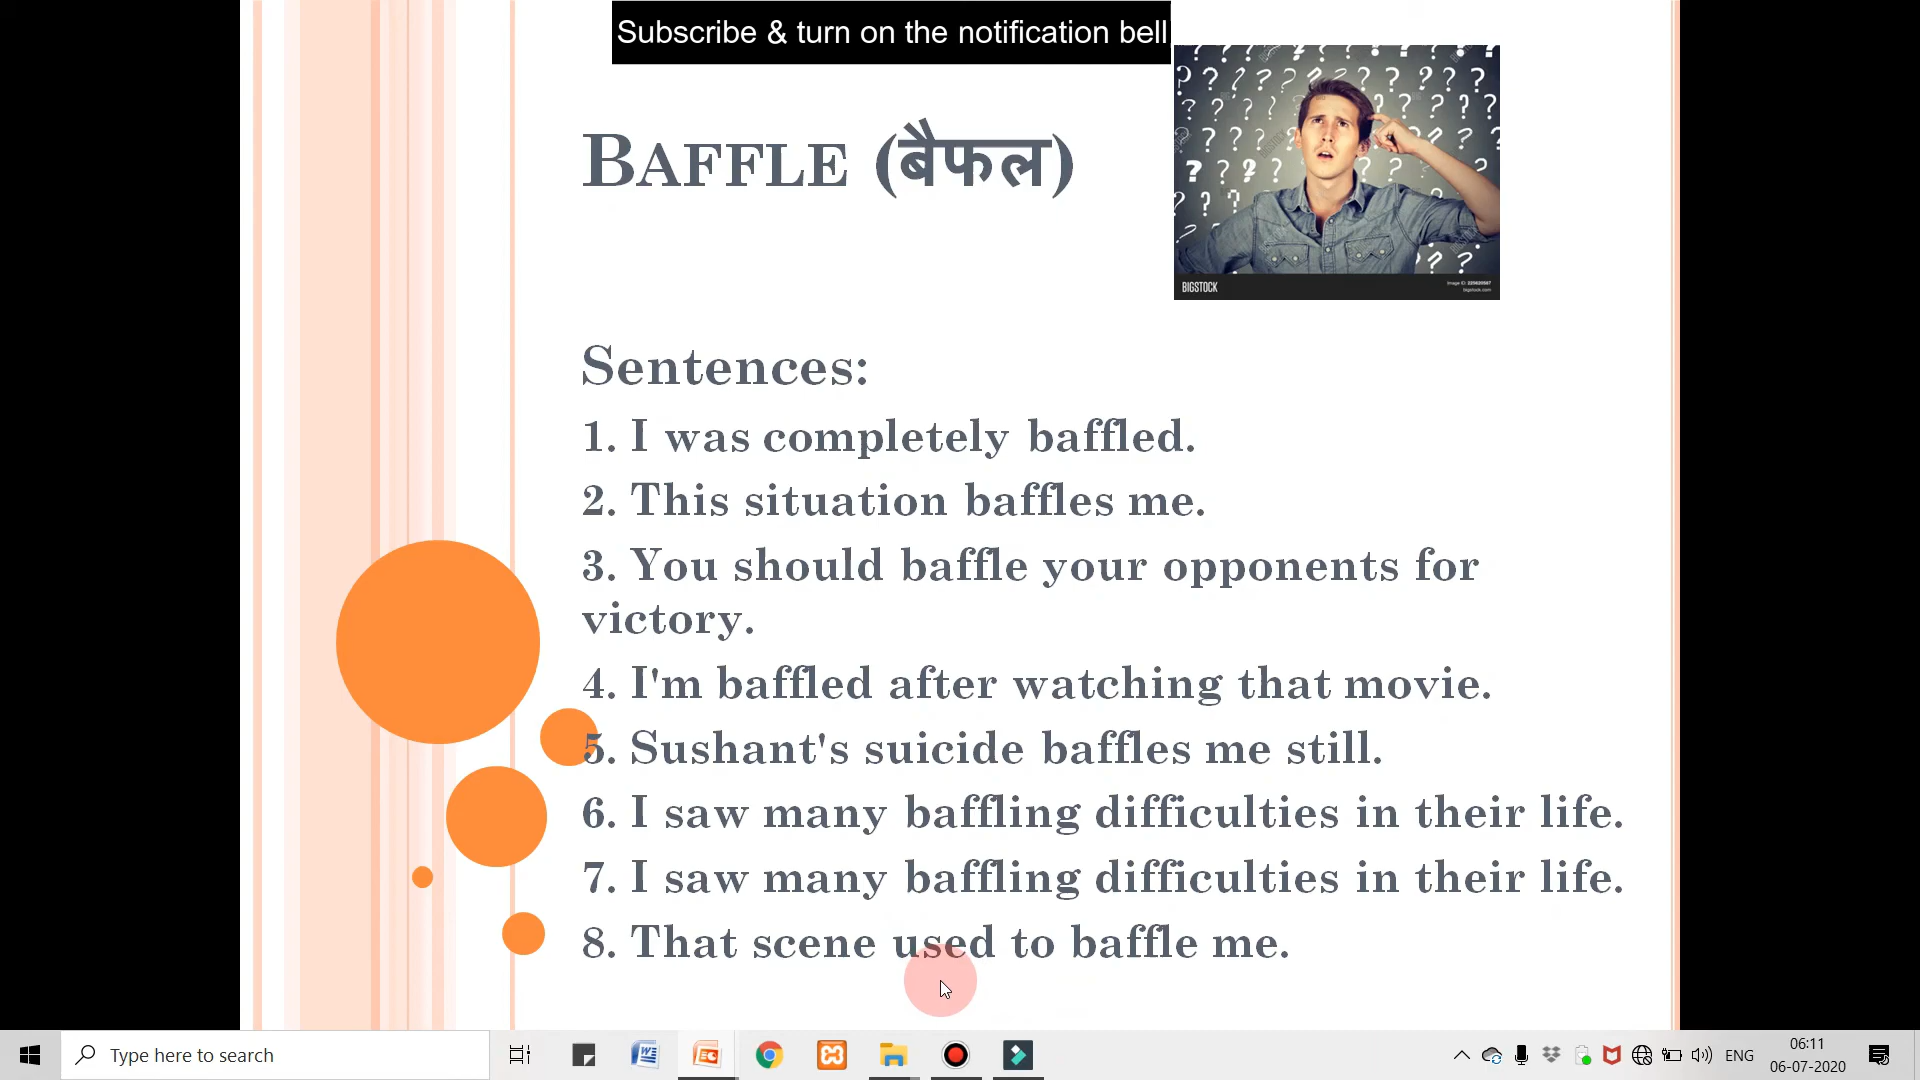 Subscribe & turn on the notification bell
BAFFLE (बैफल)
BIGSTOCK
bigstock.com
Sentences:
1. I was completely baffled.
2. This situation baffles me.
3. You should baffle your opponents for
victory.
4. I'm baffled after watching that movie.
5. Sushant's suicide baffles me still.
6. I saw many baffling difficulties in their life.
7. I saw many baffling difficulties in their life.
8. That scene used to baffle me.
Type here to search
ENG
06:11
06-07-2020